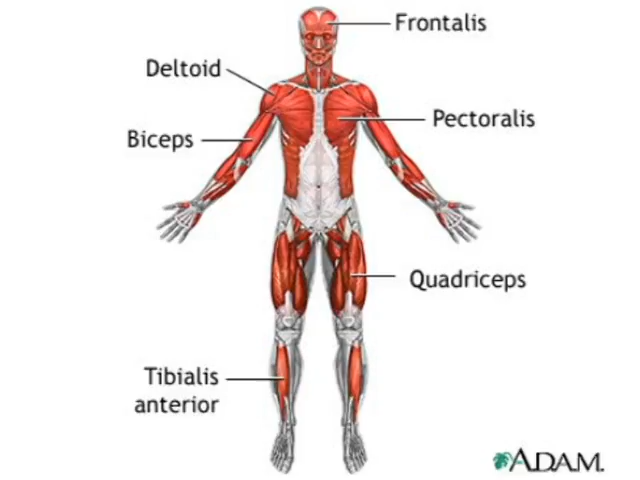 Frontalis
Deltoid
Pectoralis
Biceps
Quadriceps
Tibialis
anterior
A.D.A.M.